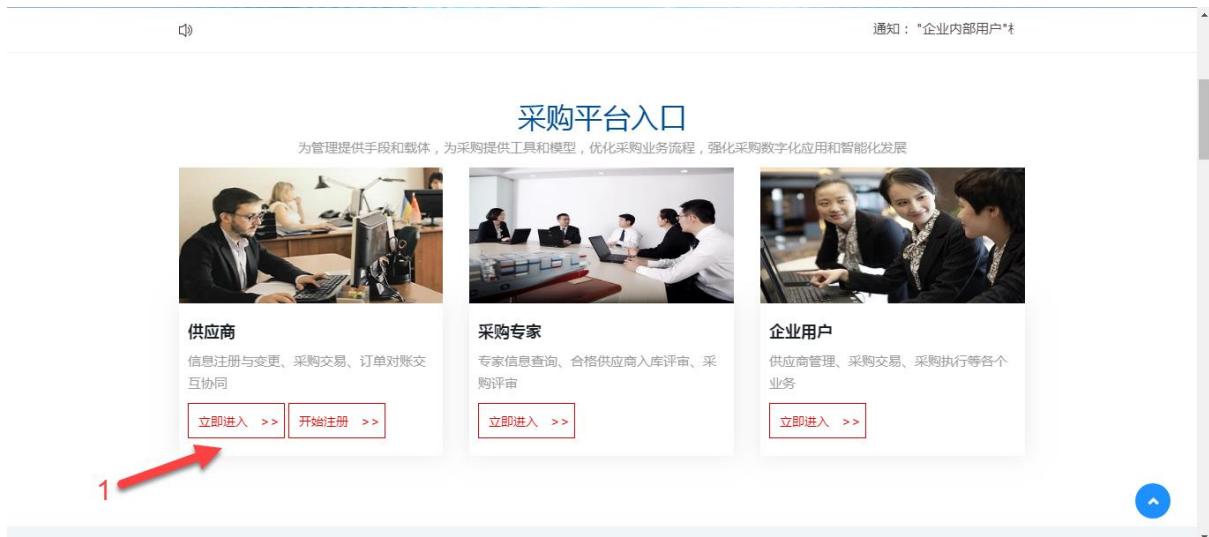 通知："企业内部用户"
采购平台入口
为管理提供手段和载体，为采购提供工具和模型，优化采购业务流程，强化采购数字化应用和智能化发展
供应商
信息注册与变更、采购交易、订单对账交
互协同
立即进入 >> 开始注册 >>
采购专家
专家信息查询、合格供应商入库评审、采
购评审
立即进入 >>
企业用户
供应商管理、采购交易、采购执行等各个
业务
立即进入 >>
1